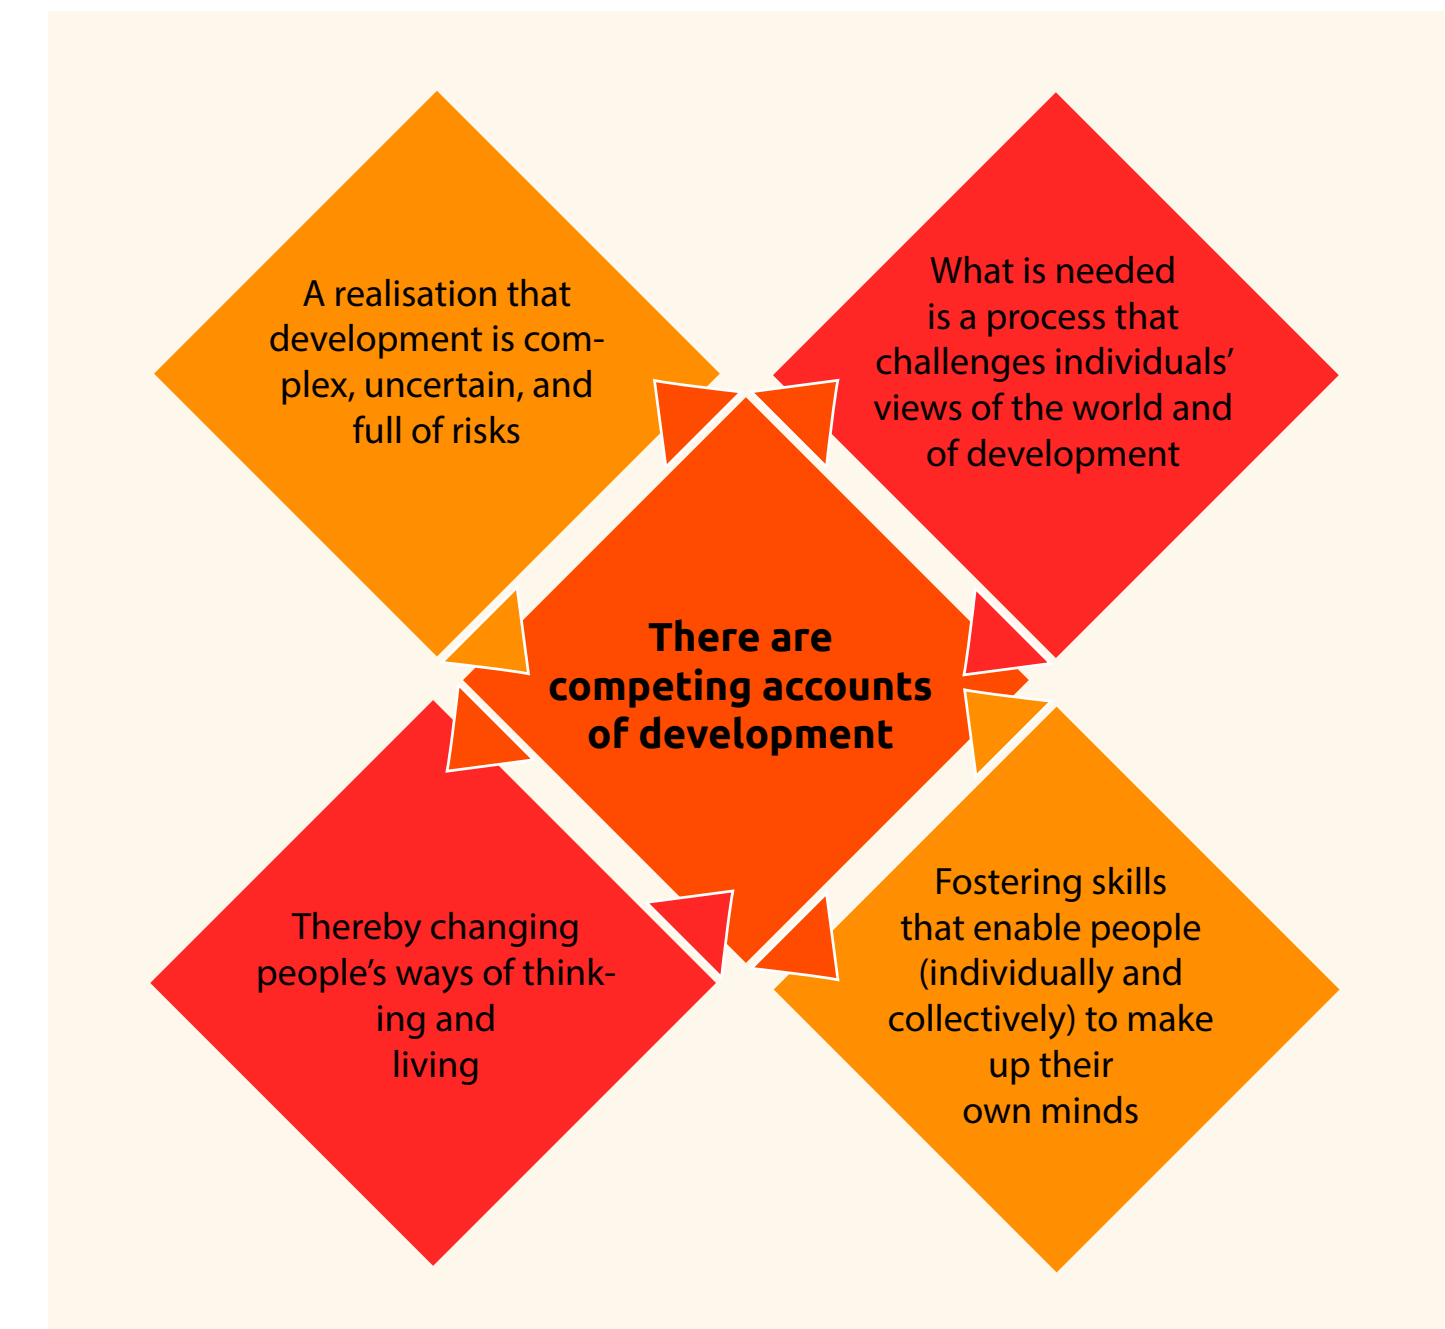 A realisation that
development is com-
plex, uncertain, and
full of risks
What is needed
is a process that
challenges individuals’
views of the world and
of development
There are
competing accounts
of development
Thereby changing
people’s ways of think-
ing and
living
Fostering skills
that enable people
(individually and
collectively) to make
up their
own minds